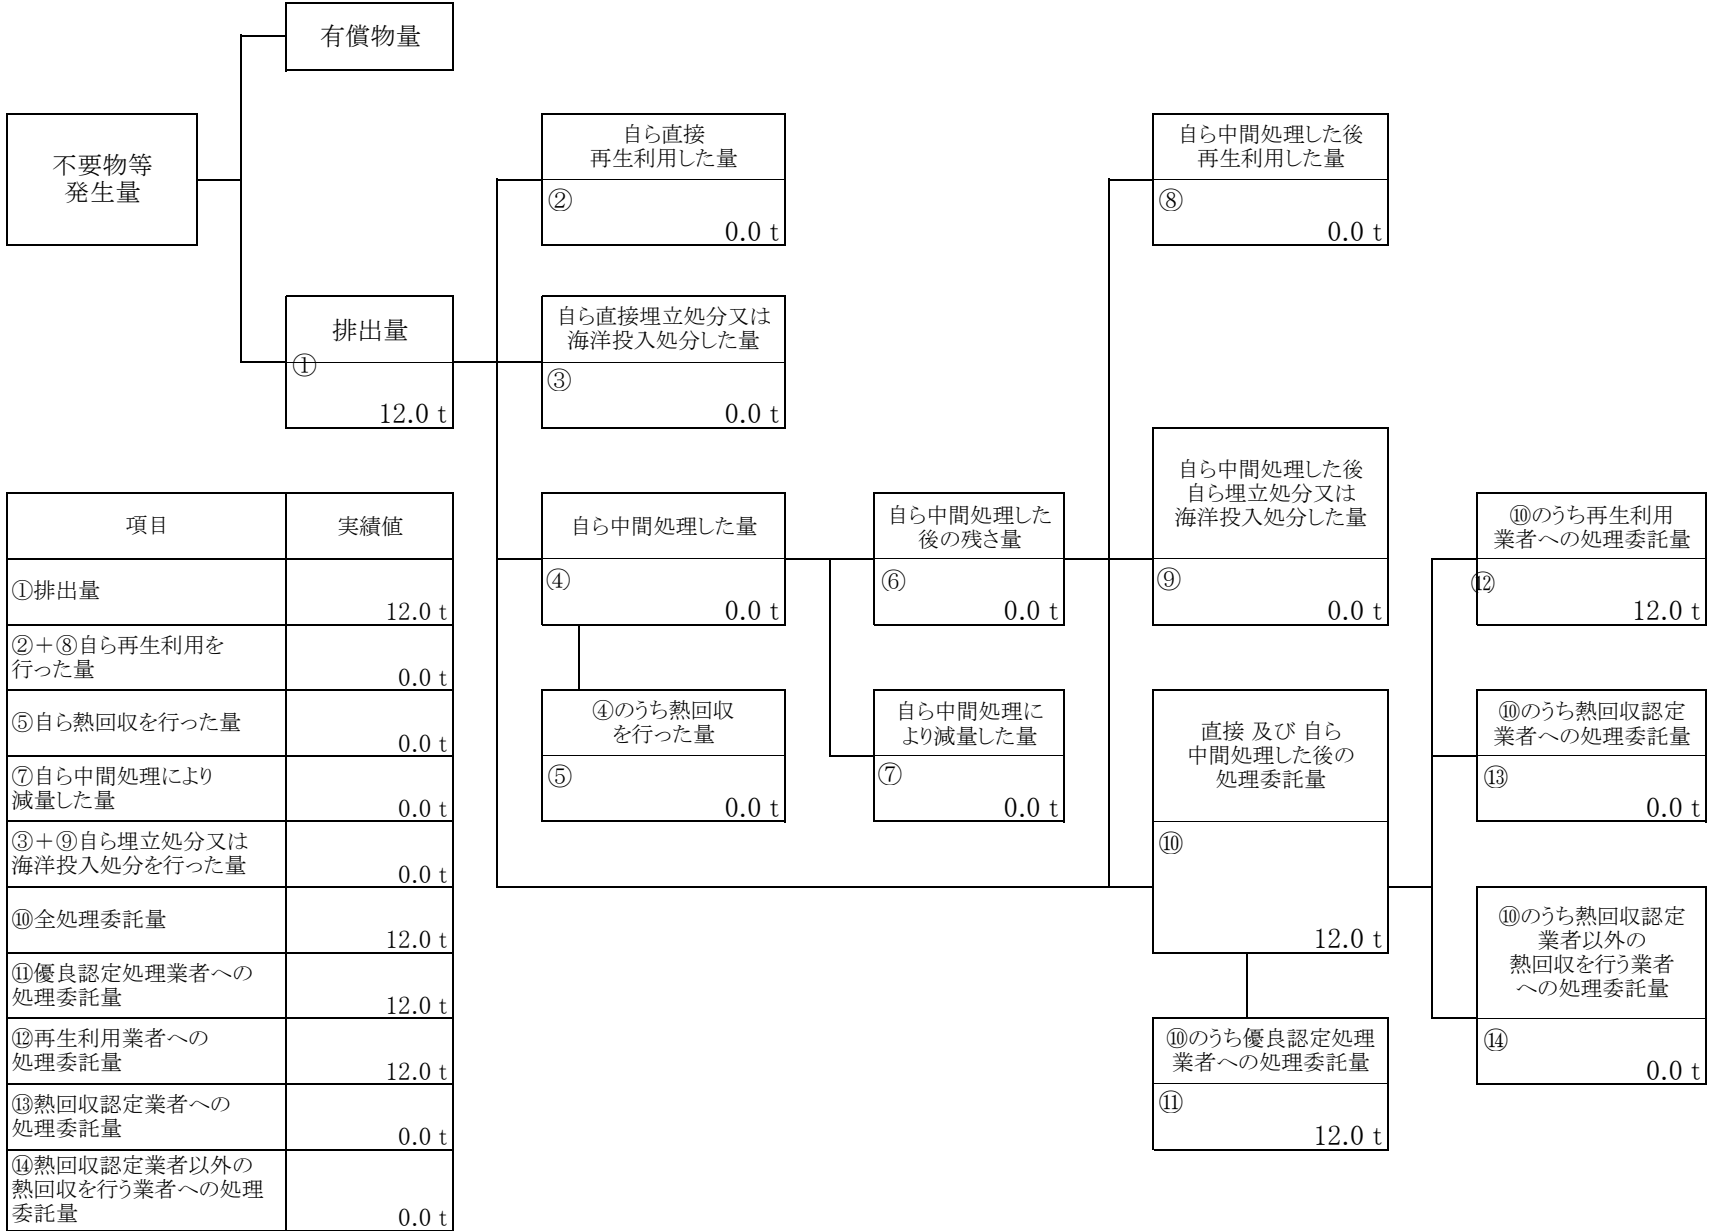 有償物量
不要物等
発生量
自ら直接
再生利用した量
②
0.0 t
自ら中間処理した後
再生利用した量
⑧
0.0 t
排出量
①
12.0 t
自ら直接埋立処分又は
海洋投入処分した量
③
0.0 t
自ら中間処理した量
④
0.0 t
自ら中間処理した
後の残さ量
⑥
0.0 t
自ら中間処理した後
自ら埋立処分又は
海洋投入処分した量
⑨
0.0 t
⑩のうち再生利用
業者への処理委託量
⑫
12.0 t
④のうち熱回収
を行った量
⑤
0.0 t
自ら中間処理に
より減量した量
⑦
0.0 t
直接 及び 自ら
中間処理した後の
処理委託量
⑩
12.0 t
⑩のうち熱回収認定
業者への処理委託量
⑬
0.0 t
⑩のうち熱回収認定
業者以外の
熱回収を行う業者
への処理委託量
⑭
0.0 t
⑩のうち優良認定処理
業者への処理委託量
⑪
12.0 t
項目 実績値
①排出量
12.0 t
②+⑧自ら再生利用を
行った量
0.0 t
⑤自ら熱回収を行った量
0.0 t
⑦自ら中間処理により
減量した量
0.0 t
③+⑨自ら埋立処分又は
海洋投入処分を行った量
0.0 t
⑩全処理委託量
12.0 t
⑪優良認定処理業者への
処理委託量
12.0 t
⑫再生利用業者への
処理委託量
12.0 t
⑬熱回収認定業者への
処理委託量
0.0 t
⑭熱回収認定業者以外の
熱回収を行う業者への処理
委託量
0.0 t